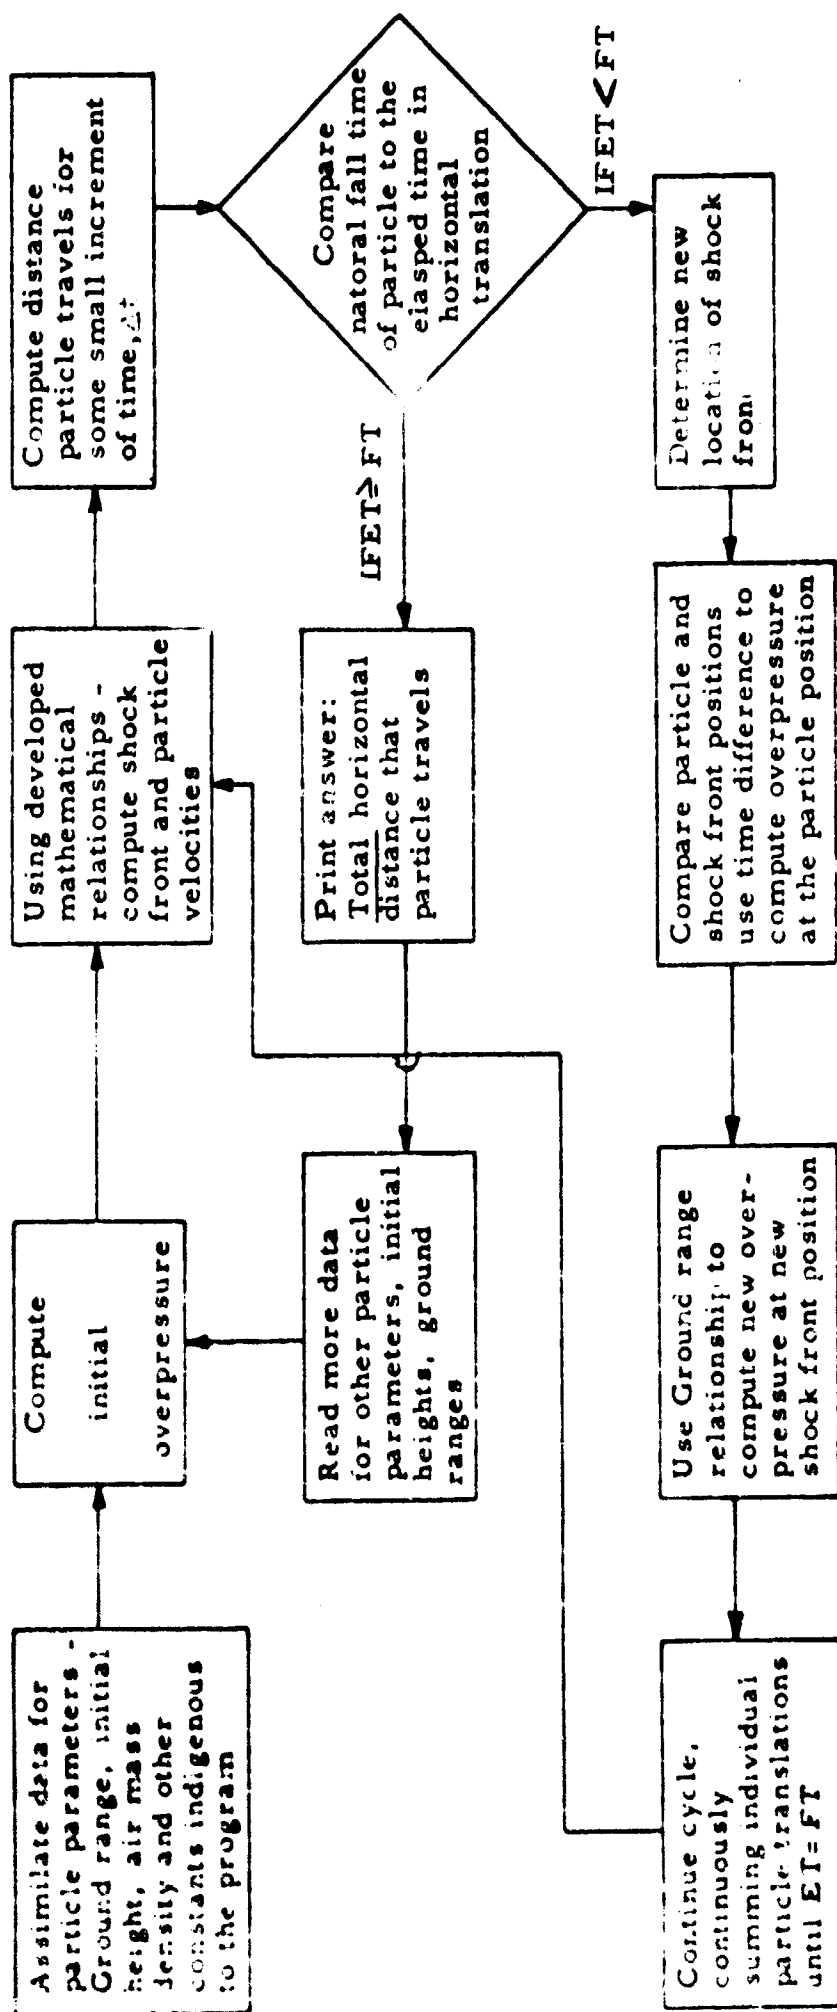 Assimilate data for
particle parameters -
Ground range, initial
height, air mass
density and other
constants indigenous
to the program
Compute
initial
overpressure
Using developed
mathematical
relationships -
compute shock
front and particle
velocities
Compute distance
particle travels for
some small increment
of time, Δt
Compare
natoral fall time
of particle to the
elapsed time in
horizontal
translation
IFET ≥ FT
IFET < FT
Print answer:
Total horizontal
distance that
particle travels
Read more data
for other particle
parameters, initial
heights, ground
ranges
Determine new
location of shock
fron
Compare particle and
shock front positions
use time difference to
compute overpressure
at the particle position
Use Ground range
relationship to
compute new over-
pressure at new
shock front position
Continue cycle,
continuously
summing individual
particle translations
until ET = FT